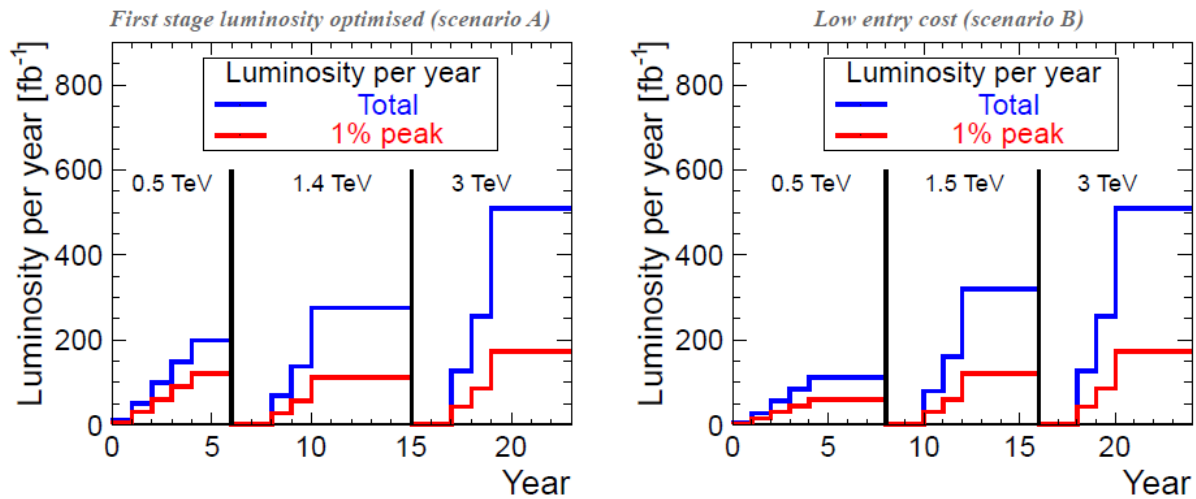 First stage luminosity optimised (scenario A)
Luminosity per year [fb-1]
800
600
400
200
0
Luminosity per year
Total
1% peak
0.5 TeV
1.4 TeV
3 TeV
0
5
10
15
20
Year
Low entry cost (scenario B)
Luminosity per year [fb-1]
800
600
400
200
0
Luminosity per year
Total
1% peak
0.5 TeV
1.5 TeV
3 TeV
0
5
10
15
20
Year